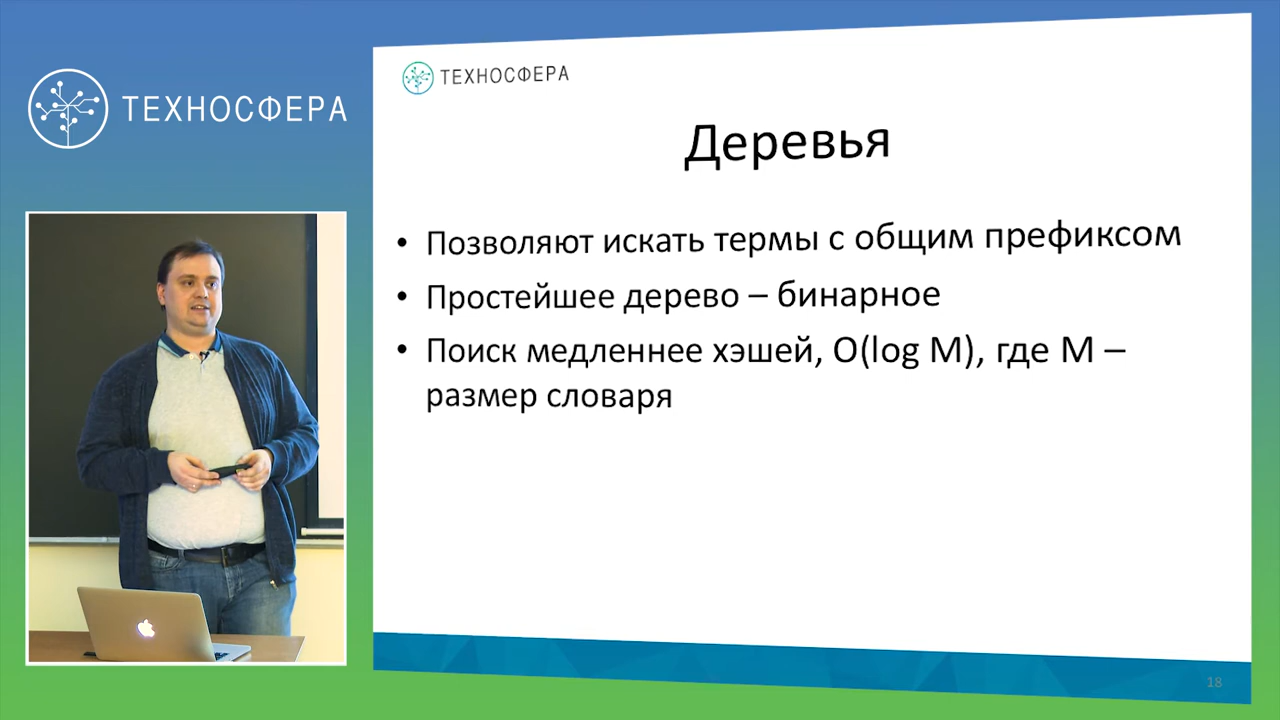 ТЕХНОСФЕРА
ТЕХНОСФЕРА
Деревья
• Позволяют искать термы с общим префиксом
• Простейшее дерево – бинарное
• Поиск медленнее хэшей, O(log M), где M –
размер словаря
18